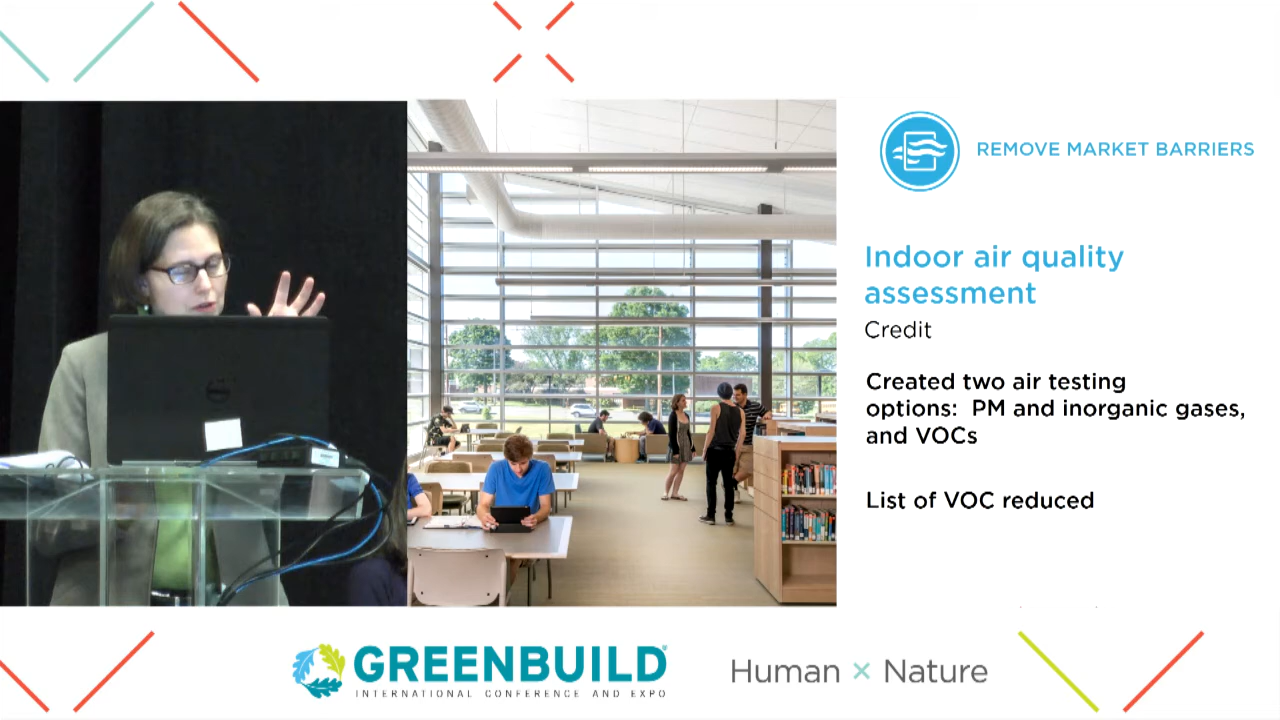 REMOVE MARKET BARRIERS
Indoor air quality
assessment
Credit
Created two air testing
options:  PM and inorganic gases,
and VOCs
List of VOC reduced
GREENBUILD
INTERNATIONAL CONFERENCE AND EXPO
Human × Nature